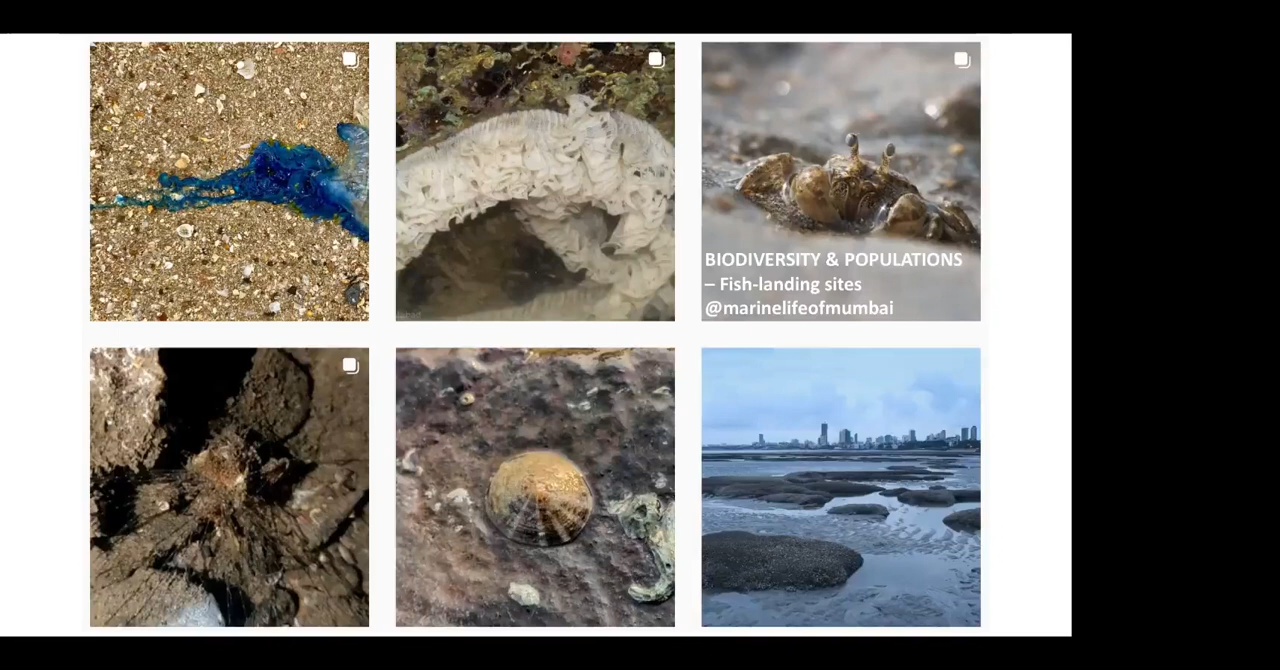 BIODIVERSITY & POPULATIONS
– Fish-landing sites
@marinelifeofmumbai